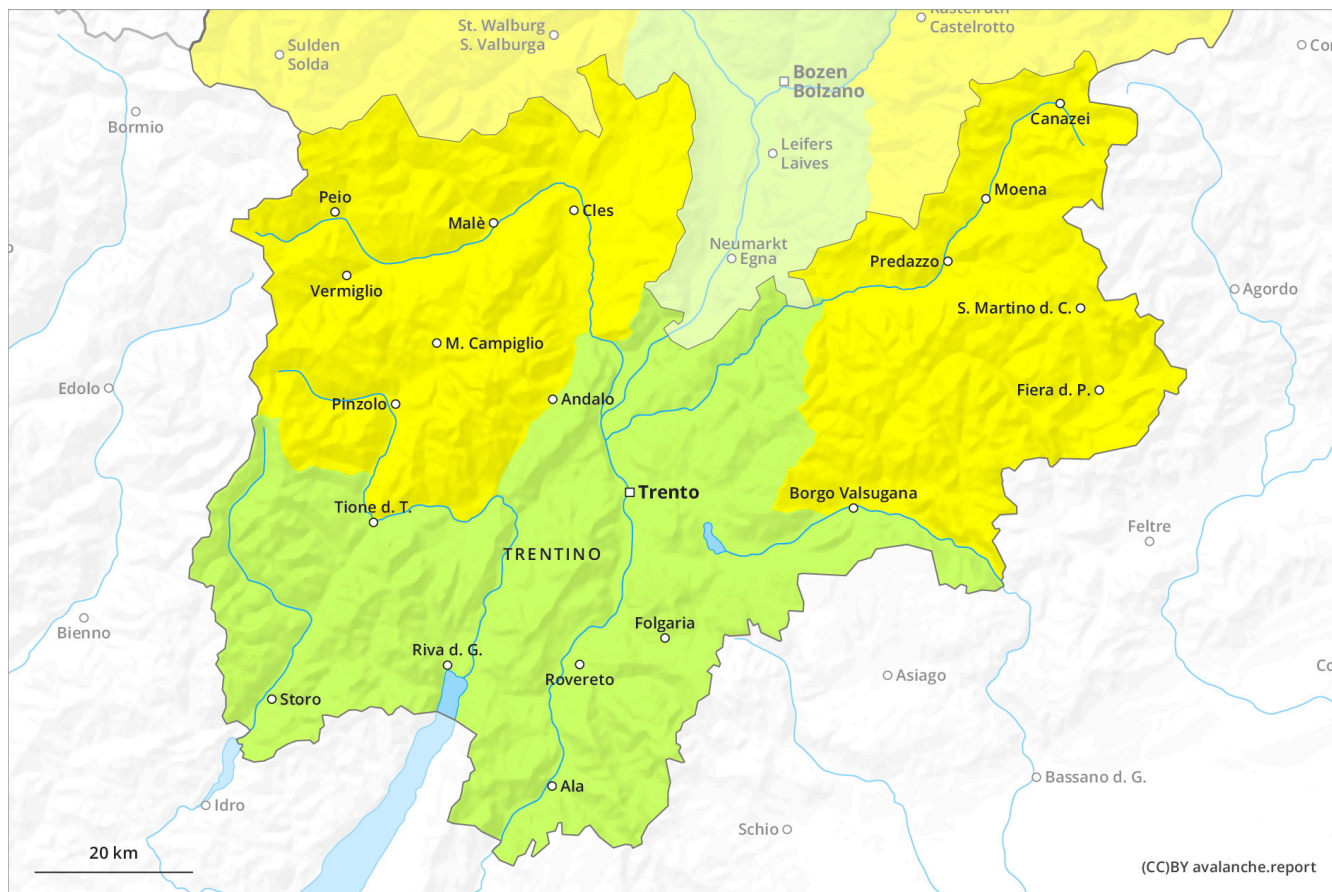 Castelrotto
St. Walburg
S. Valburga
Sulden
Solda
Bozen
Bolzano
Bormio
Canazei
Leifers
Laives
Peio
Malè
Cles
Moena
Neumarkt
Egna
Predazzo
Vermiglio
Agordo
S. Martino d. C.
M. Campiglio
Edolo
Fiera d. P.
Pinzolo
Andalo
Trento
Borgo Valsugana
Tione d. T.
Feltre
TRENTINO
Bienno
Folgaria
Riva d. G.
Rovereto
Asiago
Storo
Bassano d. G.
Ala
Idro
Schio
20 km
(CC)BY avalanche.report